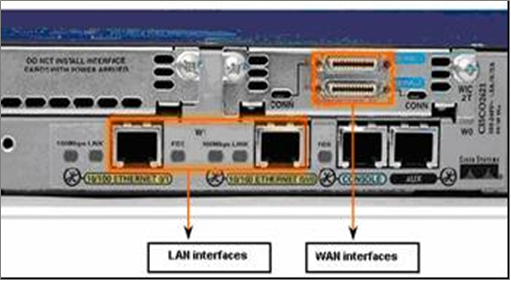 DO NOT INSTALL INTERFACE
CARDS WITH POWER APPLIED
CONN
CONN
WIC
2T
W0
CISCO2621
100Mbps LINK
FDX
W1
100Mbps LINK
FDX
Cisco Systems
10/100 ETHERNET 0/1
10/100 ETHERNET 0/0
CONSOLE
AUX
LAN interfaces
WAN interfaces